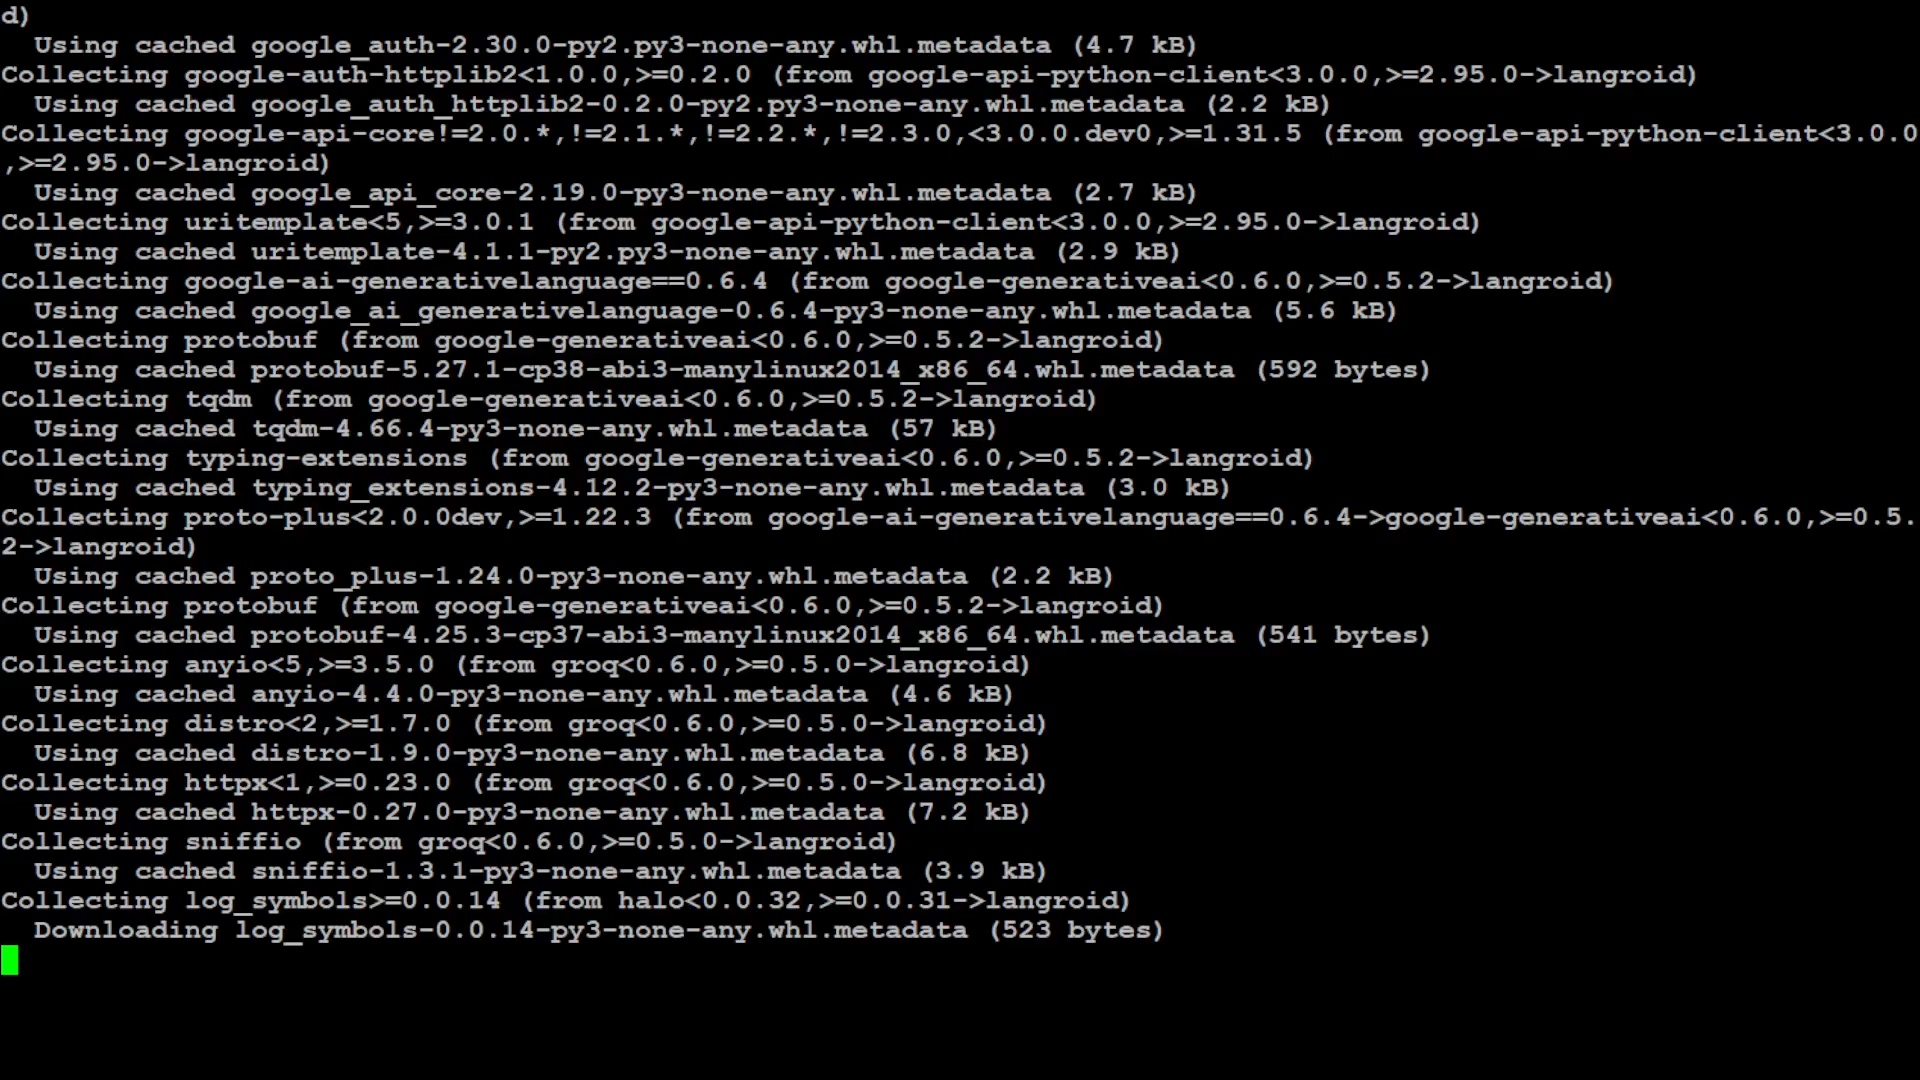 d)
  Using cached google_auth-2.30.0-py2.py3-none-any.whl.metadata (4.7 kB)
Collecting google-auth-httplib2<1.0.0,>=0.2.0 (from google-api-python-client<3.0.0,>=2.95.0->langroid)
  Using cached google_auth_httplib2-0.2.0-py2.py3-none-any.whl.metadata (2.2 kB)
Collecting google-api-core!=2.0.*,!=2.1.*,!=2.2.*,!=2.3.0,<3.0.0.dev0,>=1.31.5 (from google-api-python-client<3.0.0
,>=2.95.0->langroid)
  Using cached google_api_core-2.19.0-py3-none-any.whl.metadata (2.7 kB)
Collecting uritemplate<5,>=3.0.1 (from google-api-python-client<3.0.0,>=2.95.0->langroid)
  Using cached uritemplate-4.1.1-py2.py3-none-any.whl.metadata (2.9 kB)
Collecting google-ai-generativelanguage==0.6.4 (from google-generativeai<0.6.0,>=0.5.2->langroid)
  Using cached google_ai_generativelanguage-0.6.4-py3-none-any.whl.metadata (5.6 kB)
Collecting protobuf (from google-generativeai<0.6.0,>=0.5.2->langroid)
  Using cached protobuf-5.27.1-cp38-abi3-manylinux2014_x86_64.whl.metadata (592 bytes)
Collecting tqdm (from google-generativeai<0.6.0,>=0.5.2->langroid)
  Using cached tqdm-4.66.4-py3-none-any.whl.metadata (57 kB)
Collecting typing-extensions (from google-generativeai<0.6.0,>=0.5.2->langroid)
  Using cached typing_extensions-4.12.2-py3-none-any.whl.metadata (3.0 kB)
Collecting proto-plus<2.0.0dev,>=1.22.3 (from google-ai-generativelanguage==0.6.4->google-generativeai<0.6.0,>=0.5.
2->langroid)
  Using cached proto_plus-1.24.0-py3-none-any.whl.metadata (2.2 kB)
Collecting protobuf (from google-generativeai<0.6.0,>=0.5.2->langroid)
  Using cached protobuf-4.25.3-cp37-abi3-manylinux2014_x86_64.whl.metadata (541 bytes)
Collecting anyio<5,>=3.5.0 (from groq<0.6.0,>=0.5.0->langroid)
  Using cached anyio-4.4.0-py3-none-any.whl.metadata (4.6 kB)
Collecting distro<2,>=1.7.0 (from groq<0.6.0,>=0.5.0->langroid)
  Using cached distro-1.9.0-py3-none-any.whl.metadata (6.8 kB)
Collecting httpx<1,>=0.23.0 (from groq<0.6.0,>=0.5.0->langroid)
  Using cached httpx-0.27.0-py3-none-any.whl.metadata (7.2 kB)
Collecting sniffio (from groq<0.6.0,>=0.5.0->langroid)
  Using cached sniffio-1.3.1-py3-none-any.whl.metadata (3.9 kB)
Collecting log_symbols>=0.0.14 (from halo<0.0.32,>=0.0.31->langroid)
  Downloading log_symbols-0.0.14-py3-none-any.whl.metadata (523 bytes)